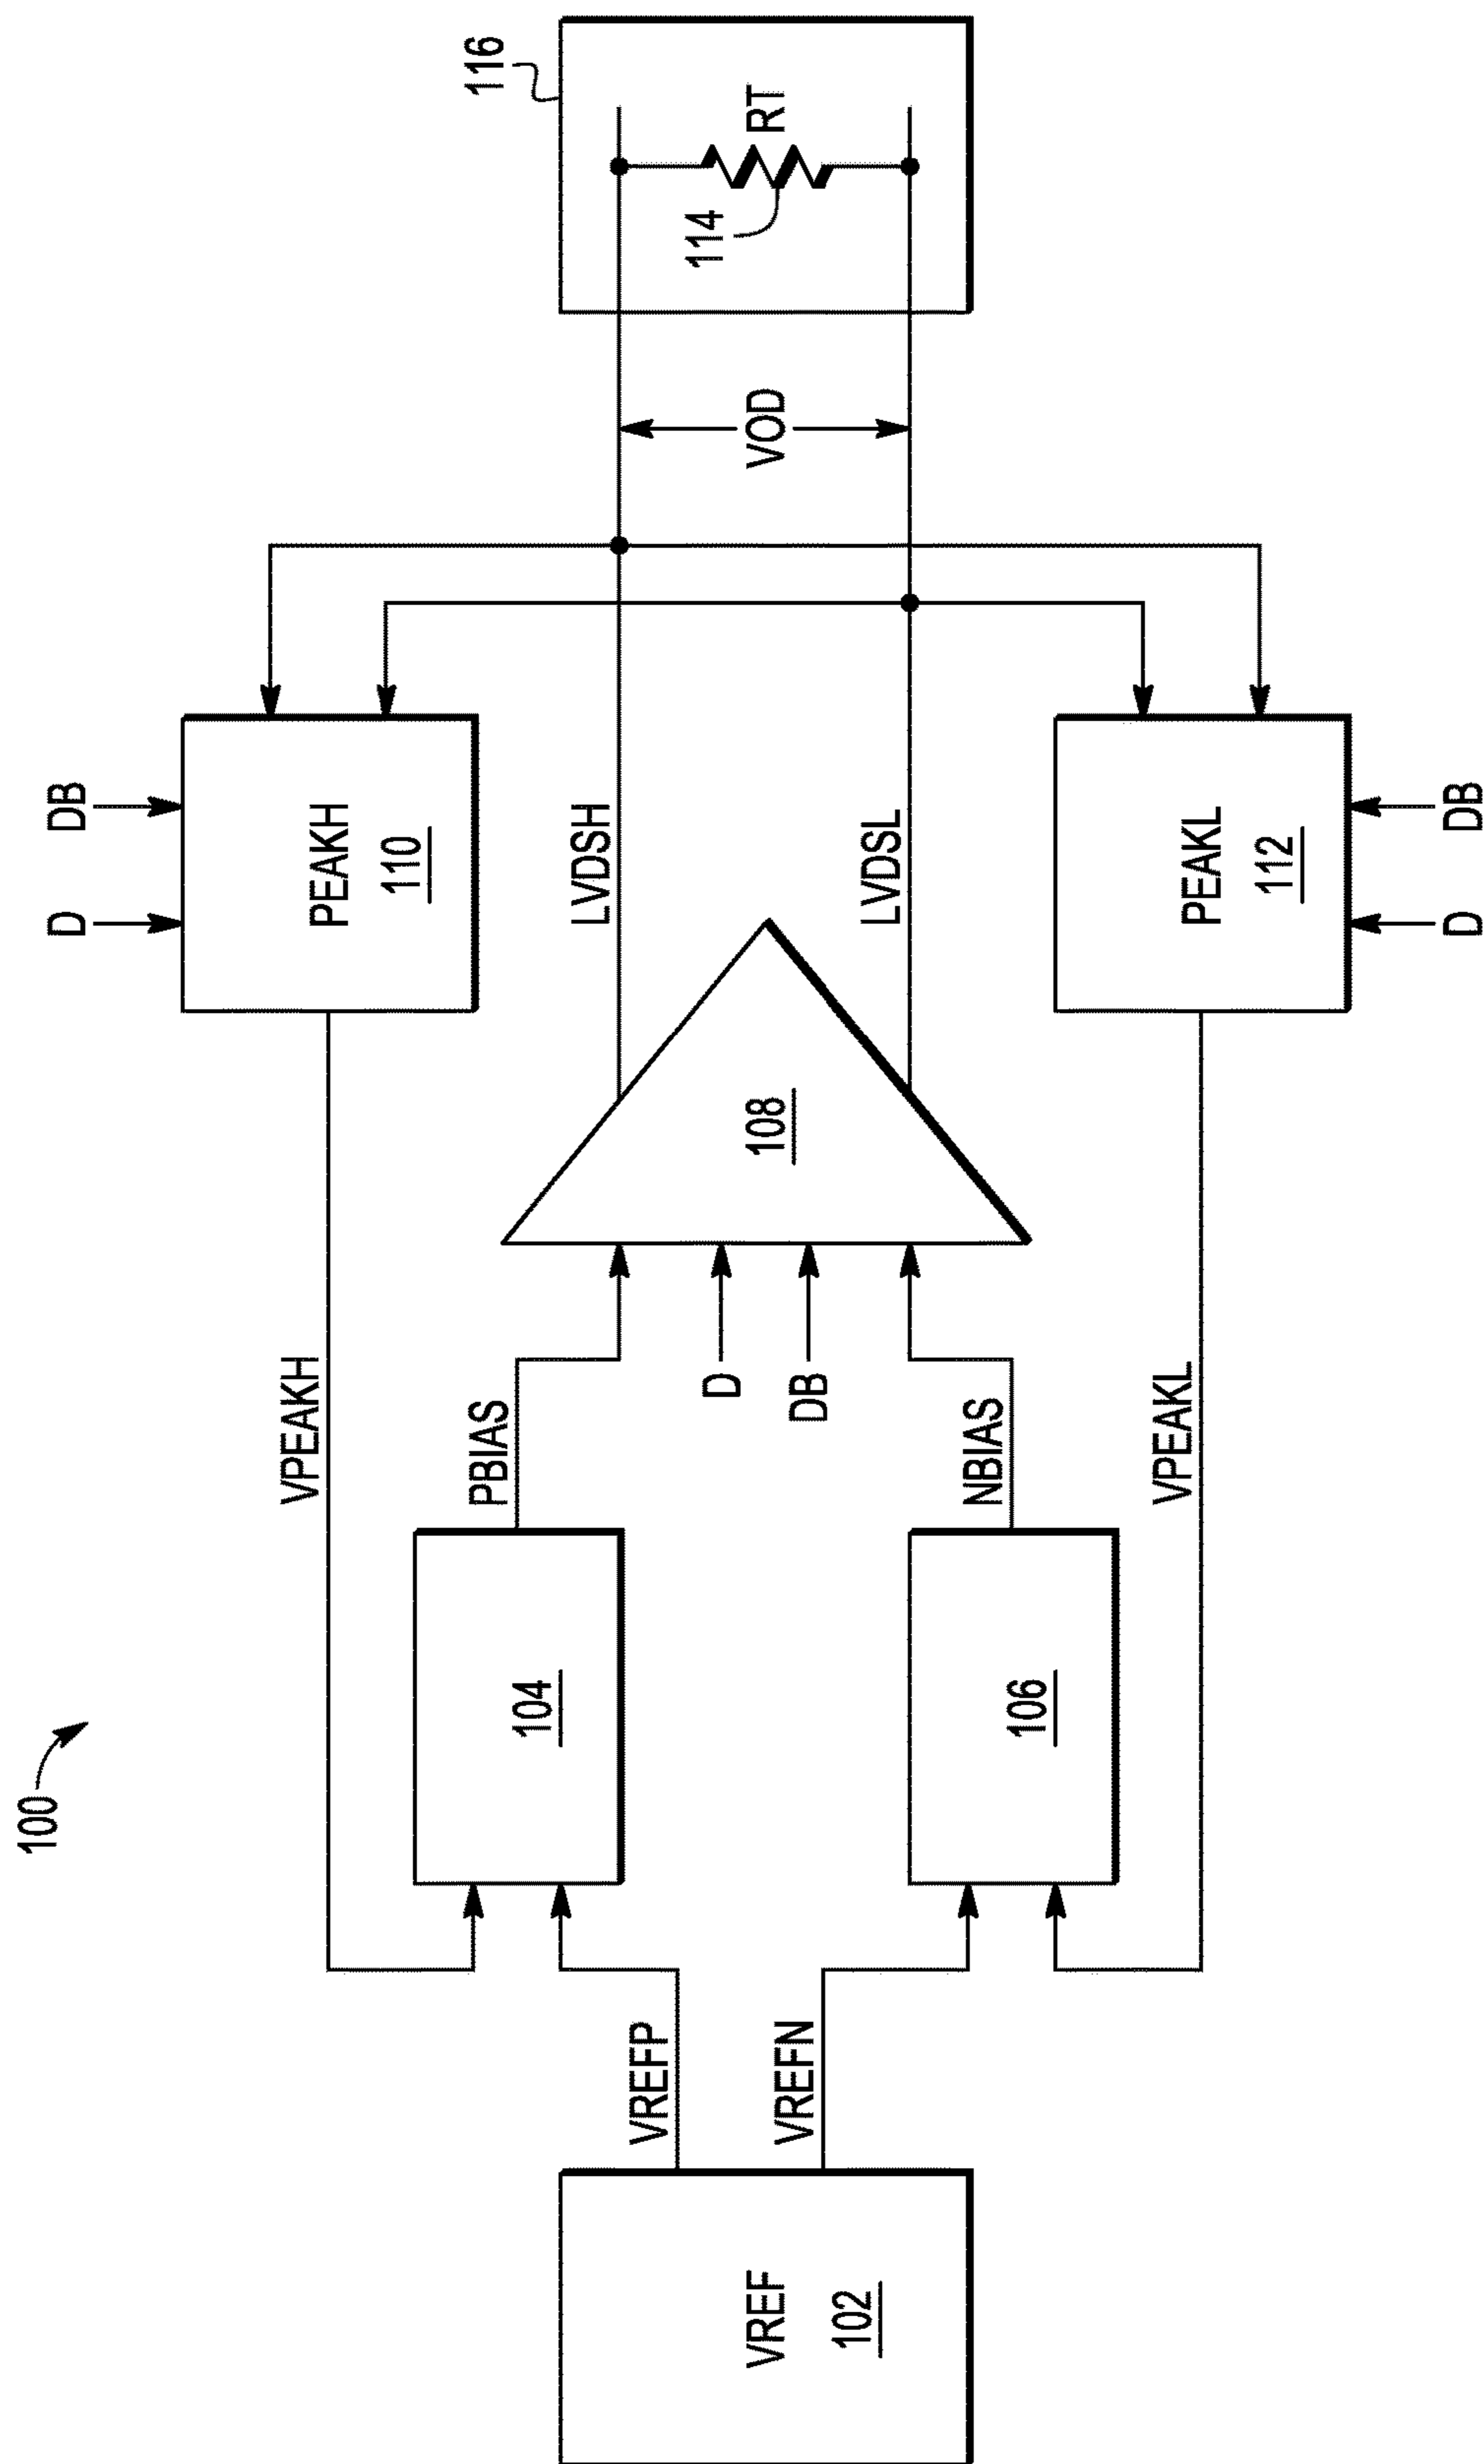 100
VREF
102
VREFP
VREFN
VPEAKH
104
PBIAS
106
NBIAS
VPEAKL
D
DB
108
D
DB
PEAKH
110
LVDSH
LVDSL
PEAKL
112
D
DB
VOD
116
114
RT